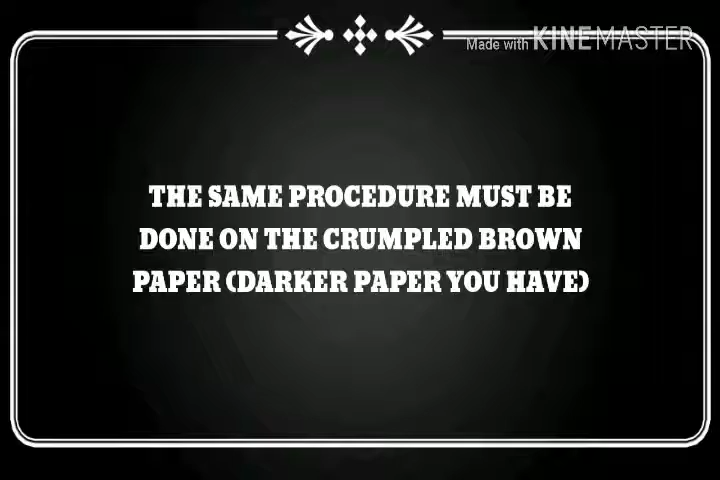 Made with KINEMASTER
THE SAME PROCEDURE MUST BE
DONE ON THE CRUMPLED BROWN
PAPER (DARKER PAPER YOU HAVE)